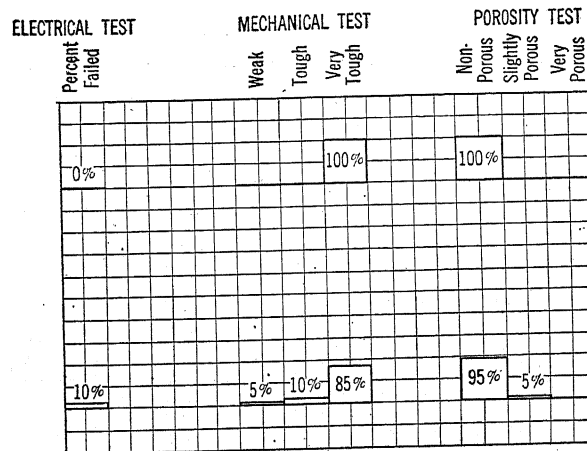 ELECTRICAL TEST MECHANICAL TEST POROSITY TEST
Percent Failed Weak Tough Very Tough Non-Porous Slightly Porous Very Porous
0% 100% 100%
10% 5% 10% 85% 95% 5%